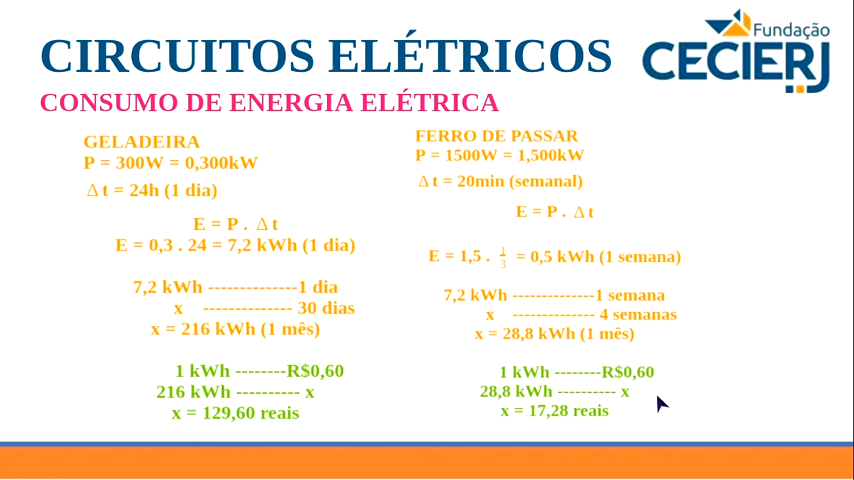 CIRCUITOS ELÉTRICOS
Fundação
CECIERJ
CONSUMO DE ENERGIA ELÉTRICA
GELADEIRA
P = 300W = 0,300kW
Δ t = 24h (1 dia)
E = P . Δ t
E = 0,3 . 24 = 7,2 kWh (1 dia)
7,2 kWh --------------1 dia
x -------------- 30 dias
x = 216 kWh (1 mês)
1 kWh --------R$0,60
216 kWh ---------- x
x = 129,60 reais
FERRO DE PASSAR
P = 1500W = 1,500kW
Δ t = 20min (semanal)
E = P . Δ t
E = 1,5 . 1/3 = 0,5 kWh (1 semana)
7,2 kWh --------------1 semana
x -------------- 4 semanas
x = 28,8 kWh (1 mês)
1 kWh --------R$0,60
28,8 kWh ---------- x
x = 17,28 reais